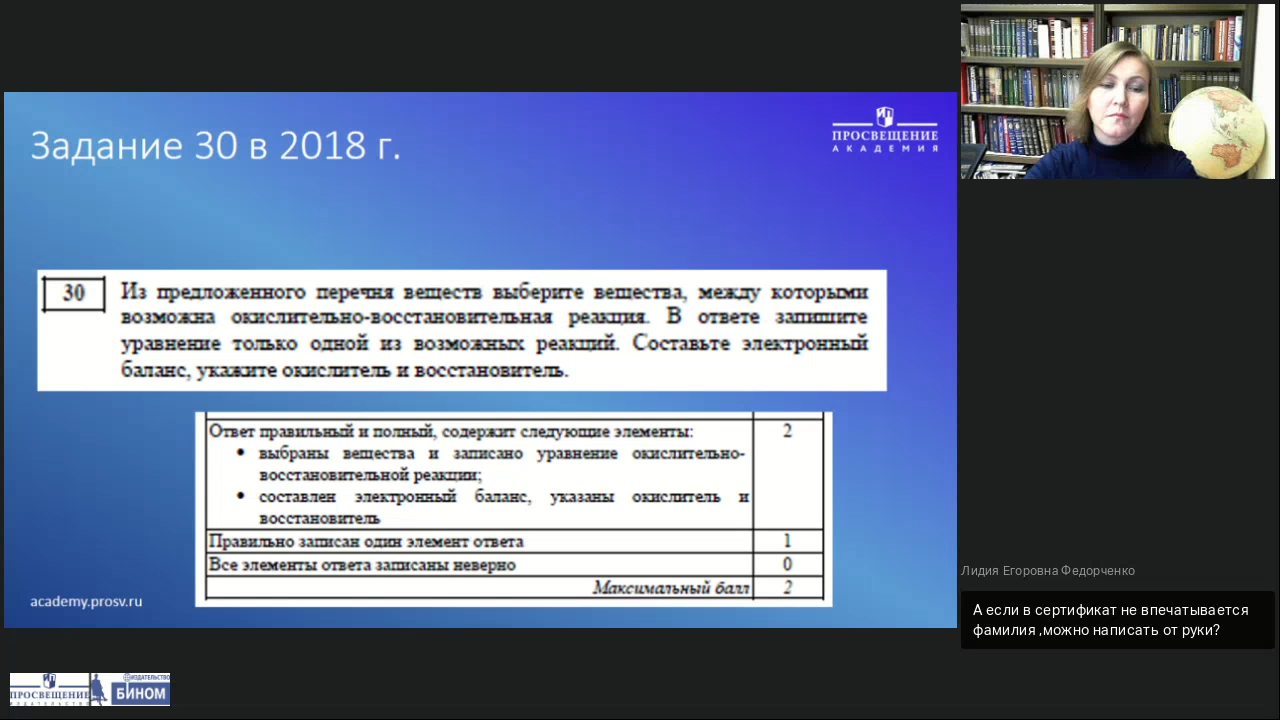 Задание 30 в 2018 г.
ПРОСВЕЩЕНИЕ
АКАДЕМИЯ
30
Из предложенного перечня веществ выберите вещества, между которыми
возможна окислительно-восстановительная реакция. В ответе запишите
уравнение только одной из возможных реакций. Составьте электронный
баланс, укажите окислитель и восстановитель.
Ответ правильный и полный, содержит следующие элементы:
2
• выбраны вещества и записано уравнение окислительно-
восстановительной реакции;
• составлен электронный баланс, указаны окислитель и
восстановитель
Правильно записан один элемент ответа
1
Все элементы ответа записаны неверно
0
Максимальный балл
2
academy.prosv.ru
Лидия Егоровна Федорченко
А если в сертификат не впечатывается
фамилия ,можно написать от руки?
ПРОСВЕЩЕНИЕ
ИЗДАТЕЛЬСТВО
ИЗДАТЕЛЬСТВО
БИНОМ